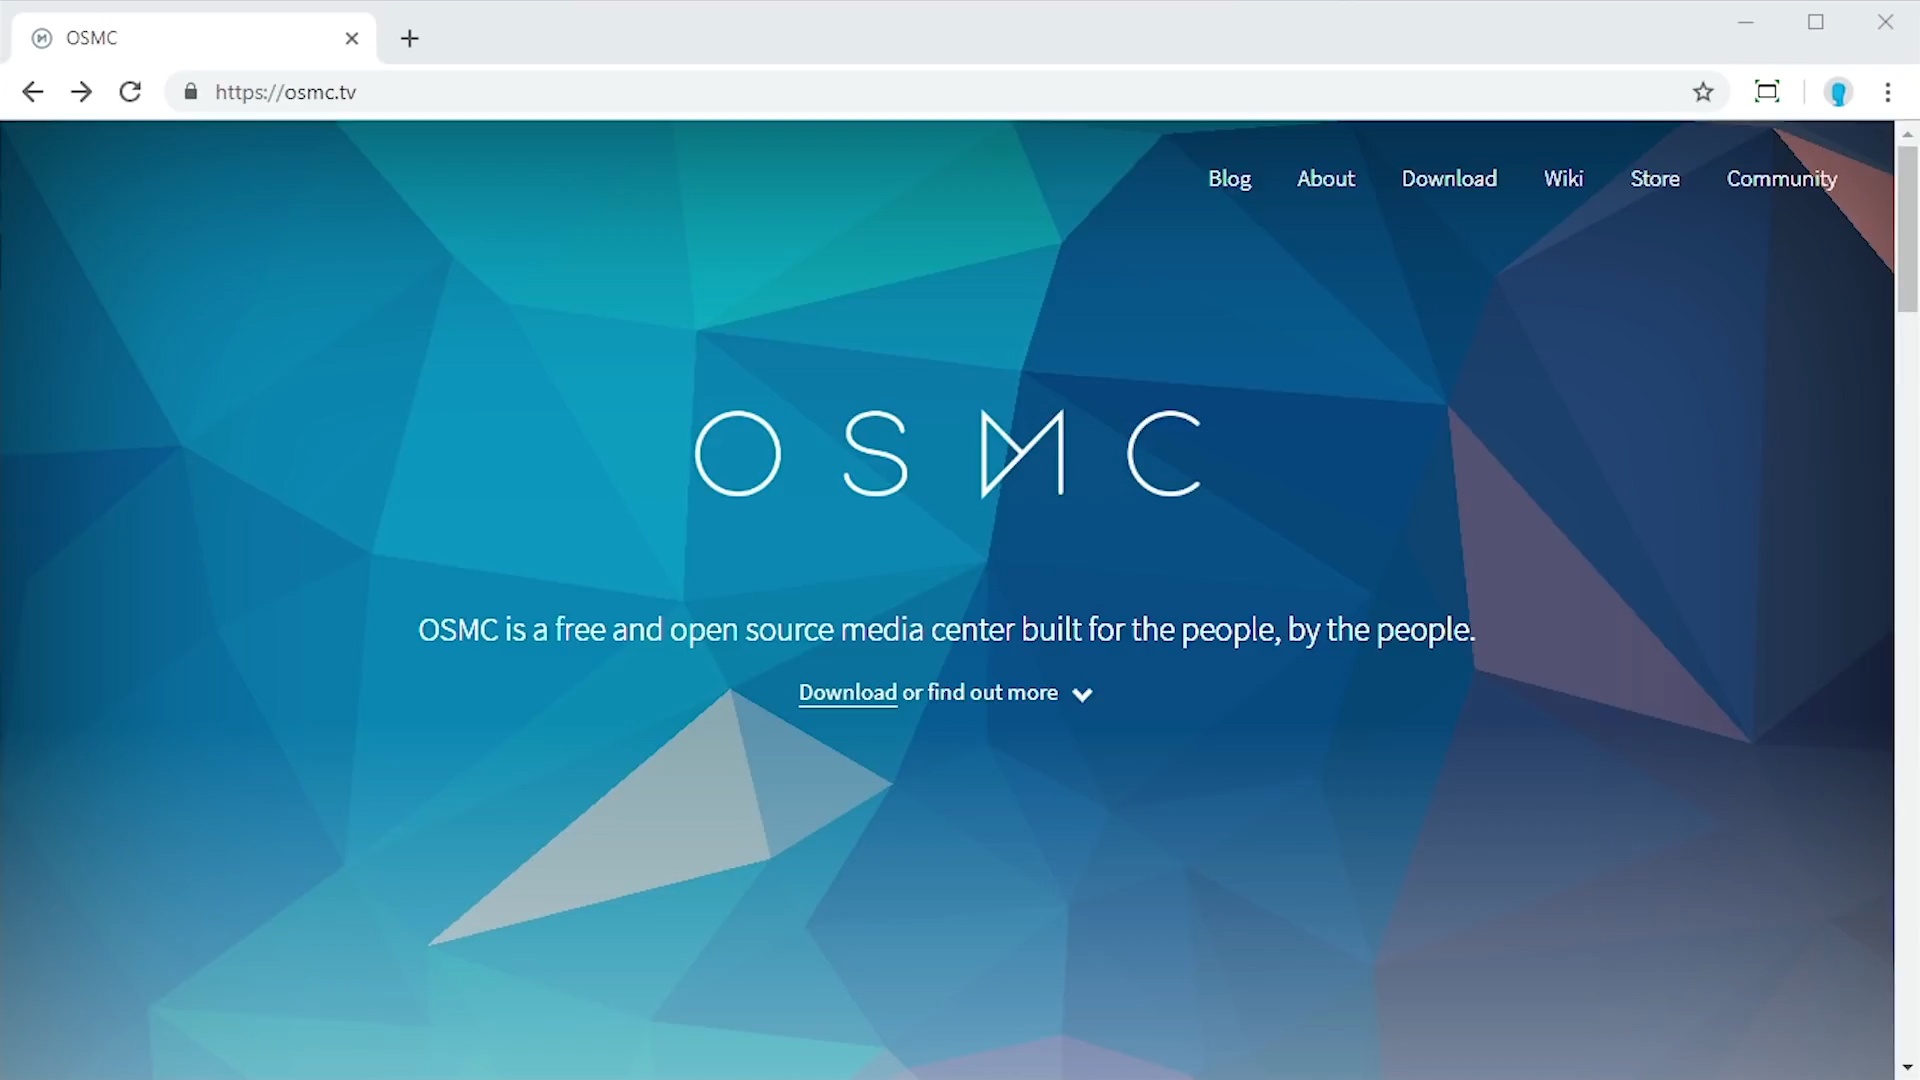 OSMC
https://osmc.tv
Blog About Download Wiki Store Community
OSMC
OSMC is a free and open source media center built for the people, by the people.
Download or find out more